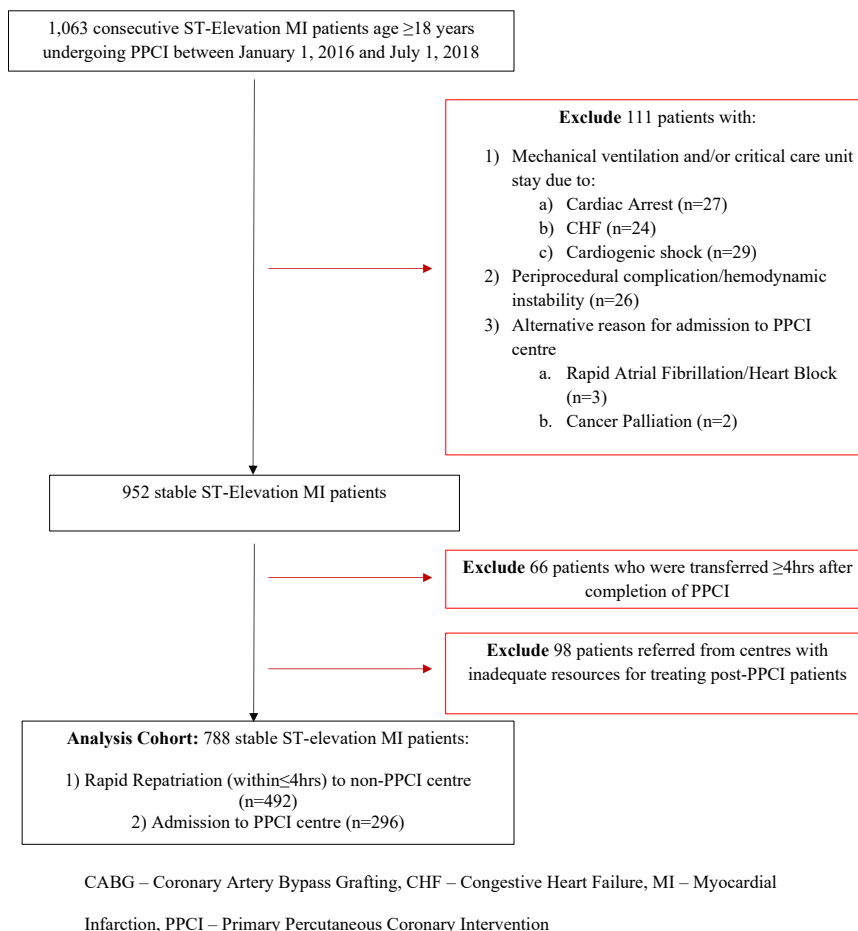 1,063 consecutive ST-Elevation MI patients age ≥18 years
undergoing PPCI between January 1, 2016 and July 1, 2018
Exclude 111 patients with:
1) Mechanical ventilation and/or critical care unit
stay due to:
a) Cardiac Arrest (n=27)
b) CHF (n=24)
c) Cardiogenic shock (n=29)
2) Periprocedural complication/hemodynamic
instability (n=26)
3) Alternative reason for admission to PPCI
centre
a. Rapid Atrial Fibrillation/Heart Block
(n=3)
b. Cancer Palliation (n=2)
952 stable ST-Elevation MI patients
Exclude 66 patients who were transferred ≥4hrs after
completion of PPCI
Exclude 98 patients referred from centres with
inadequate resources for treating post-PPCI patients
Analysis Cohort: 788 stable ST-elevation MI patients:
1) Rapid Repatriation (within≤4hrs) to non-PPCI centre
(n=492)
2) Admission to PPCI centre (n=296)
CABG – Coronary Artery Bypass Grafting, CHF – Congestive Heart Failure, MI – Myocardial
Infarction, PPCI – Primary Percutaneous Coronary Intervention